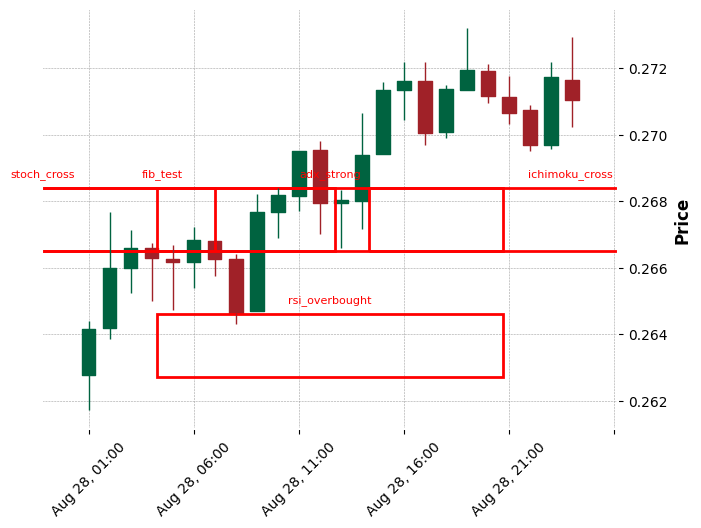 0.272
0.270
stoch_cross fib_test adx_strong ichimoku_cross
0.268
Price
0.266
rsi_overbought
0.264
0.262
Aug 28, 01:00 Aug 28, 06:00 Aug 28, 11:00 Aug 28, 16:00 Aug 28, 21:00